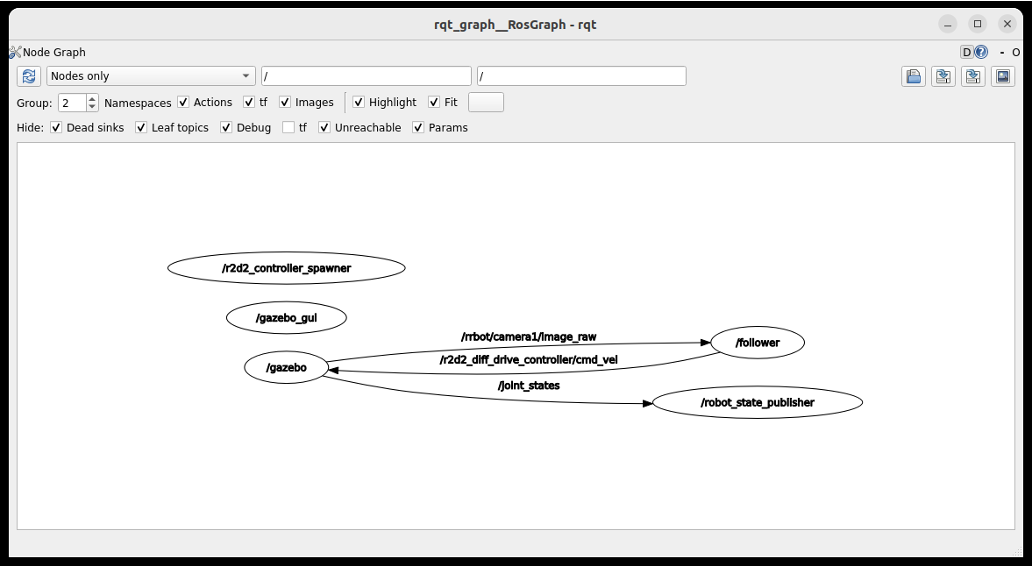 rqt_graph__RosGraph - rqt
Node Graph
D - O
Nodes only / /
Group: 2 Namespaces Actions tf Images Highlight Fit
Hide: Dead sinks Leaf topics Debug tf Unreachable Params
/r2d2_controller_spawner
/gazebo_gui
/rrbot/camera1/image_raw
/follower
/r2d2_diff_drive_controller/cmd_vel
/gazebo
/joint_states
/robot_state_publisher